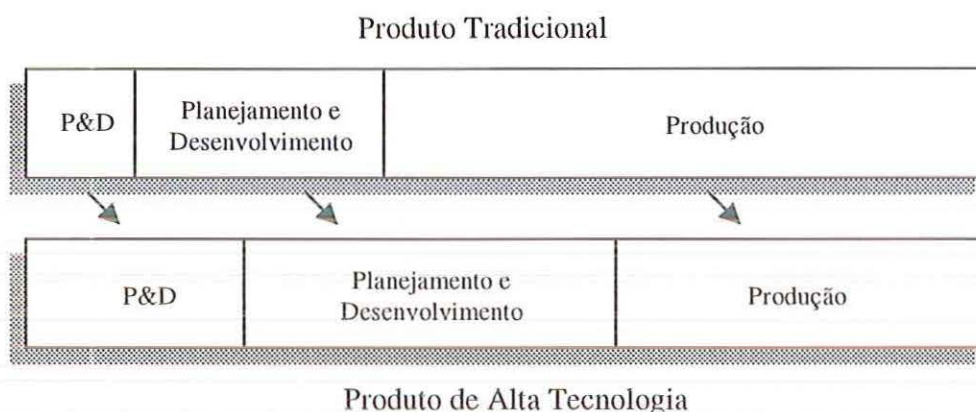 Produto Tradicional
P&D
Planejamento e
Desenvolvimento
Produção
P&D
Planejamento e
Desenvolvimento
Produção
Produto de Alta Tecnologia